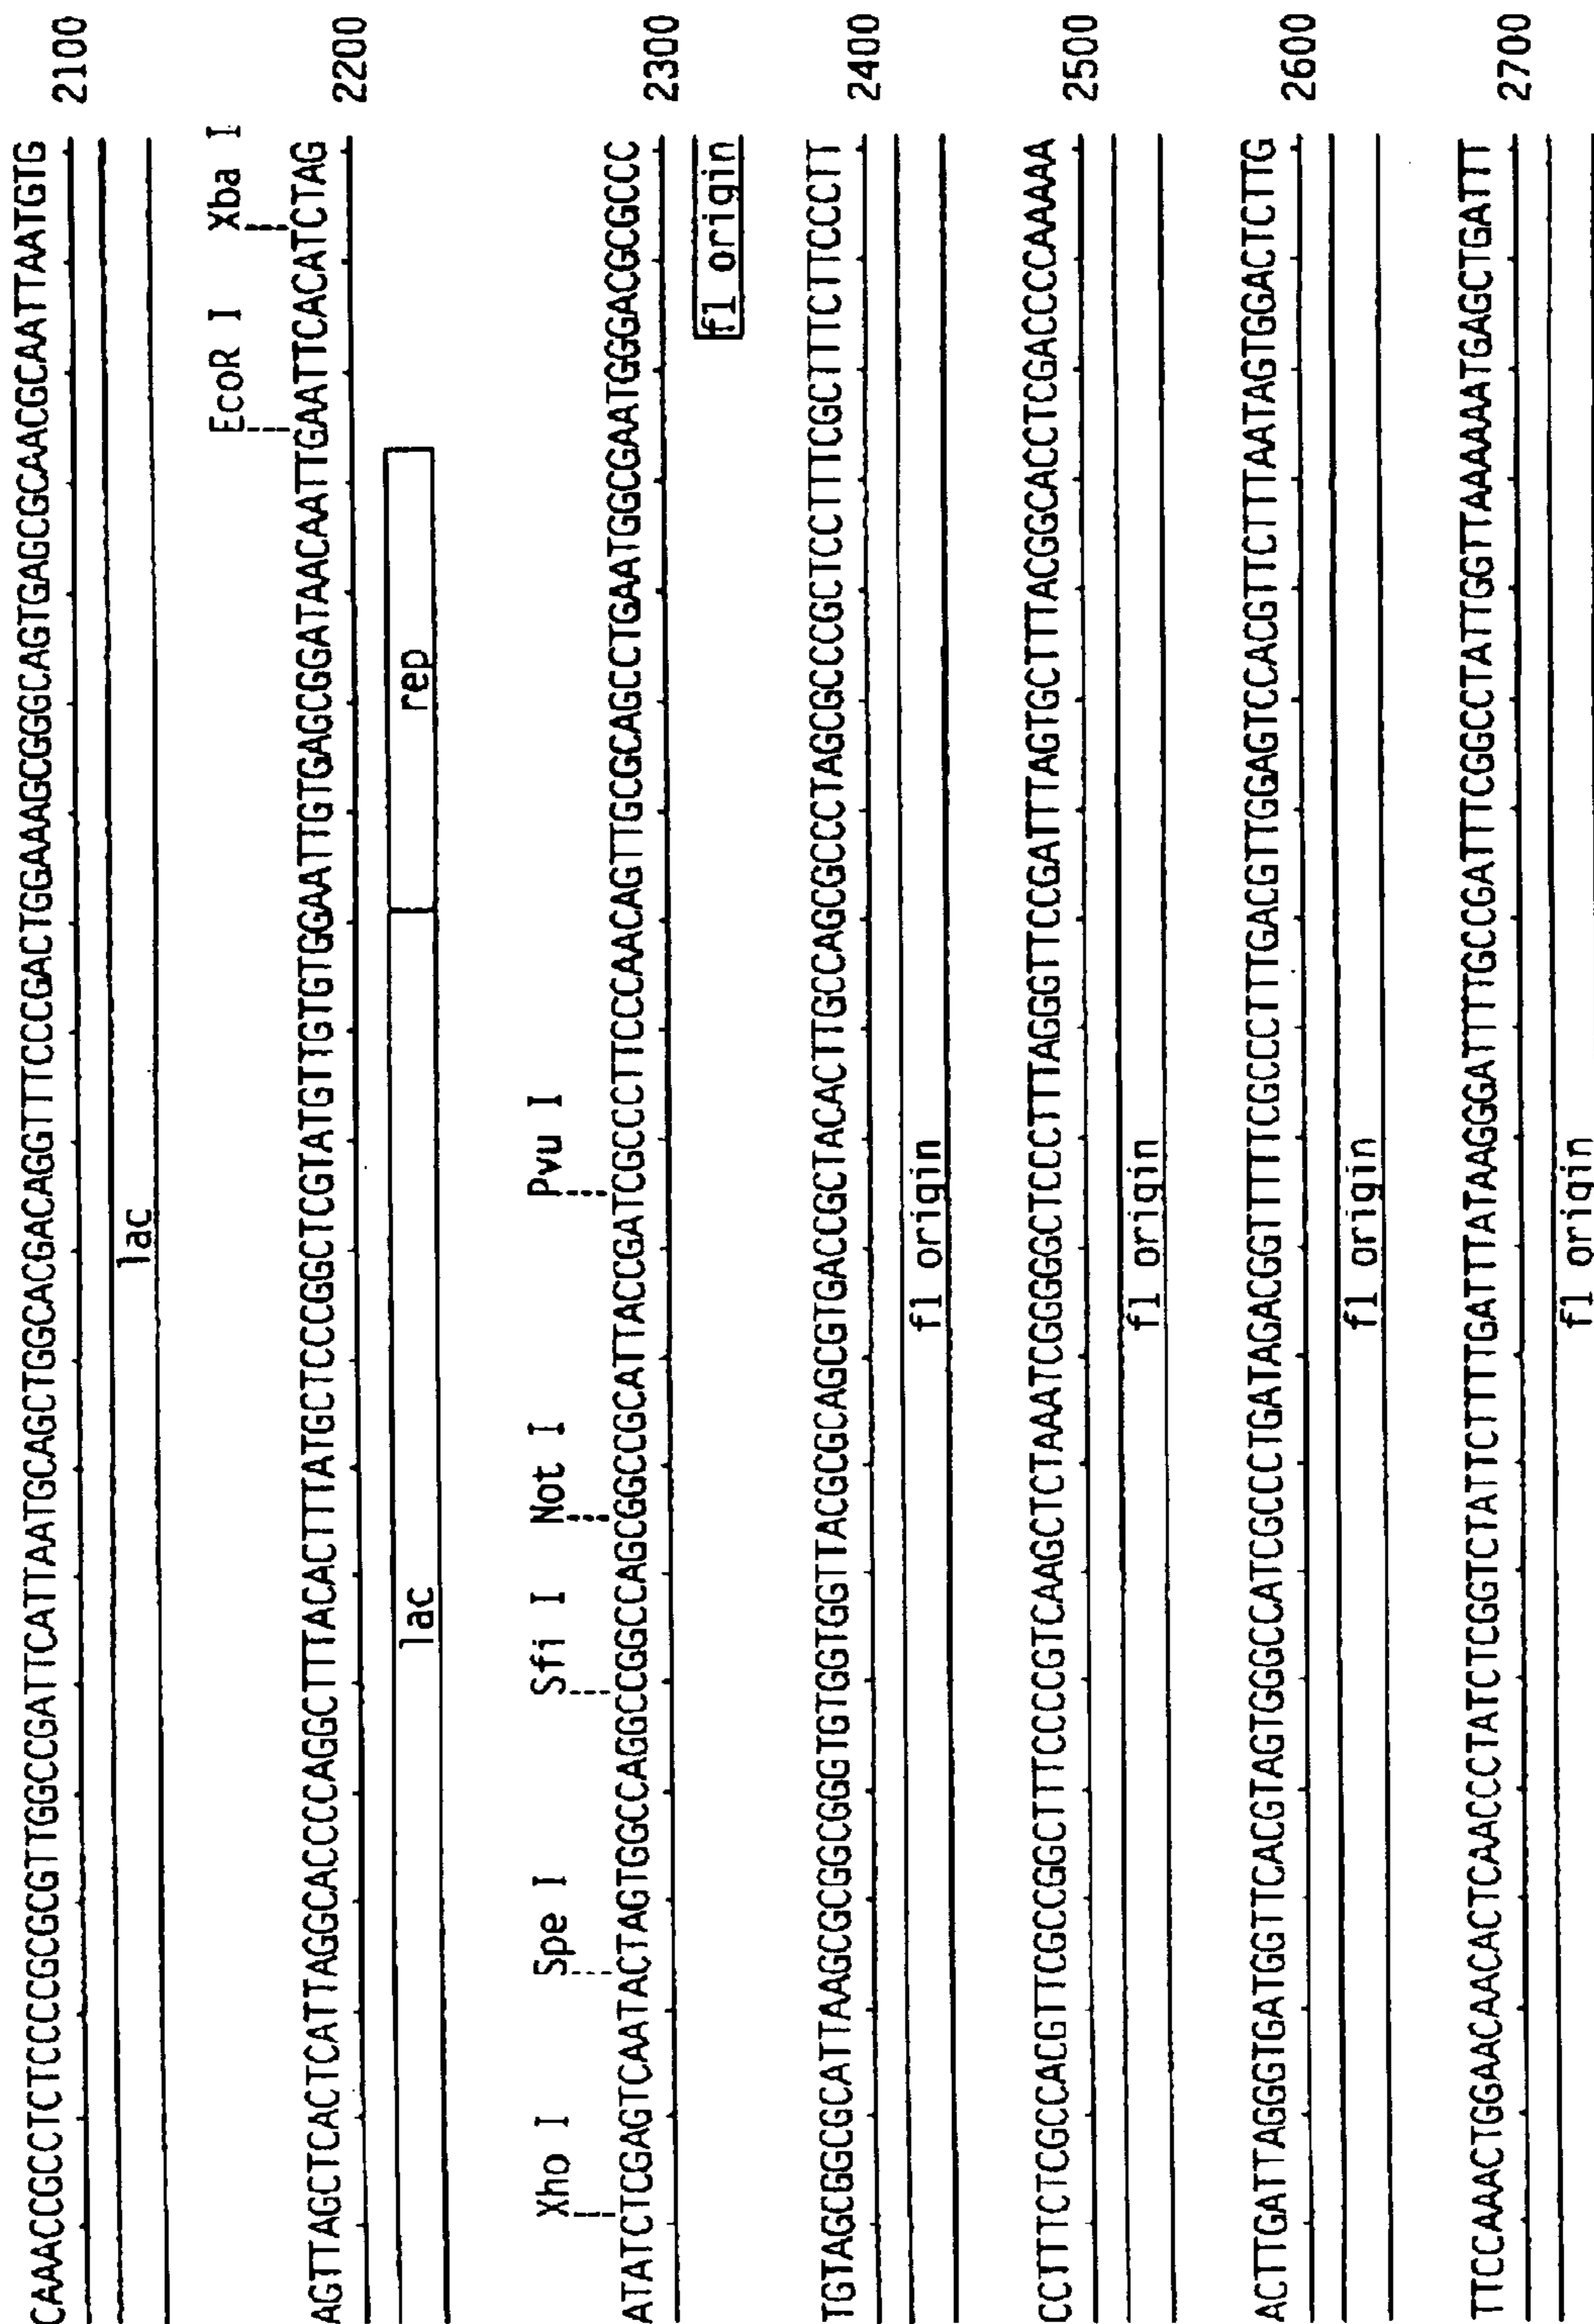 CAAACCGCCTCTCCCCGCGCGTTGGCCGATTCATTAATGCAGCTGGCACGACAGGTTTCCCGACTGGAAAGCGGGCAGTGAGCGCAACGCAATTAATGTG 2100
lac
EcoR I Xba I
AGTTAGCTCACTCATTAGGCACCCCAGGCTTTACACTTTATGCTCCCGGCTCGTATGTTGTGTGGAATTGTGAGCGGATAACAATTGAATTCACATCTAG 2200
lac rep
Xho I Spe I Sfi I Not I Pvu I
ATATCTCGAGTCAATACTAGTGGCCAGGCCGGCCAGCGGCCGCATTACCGATCGCCCTTCCCAACAGTTGCGCAGCCTGAATGGCGAATGGGACGCGCCC 2300
f1 origin
TGTAGCGGCGCATTAAGCGCGGCGGGTGTGGTGGTTACGCGCAGCGTGACCGCTACACTTGCCAGCGCCCTAGCGCCCGCTCCTTTCGCTTTCTTCCCTT 2400
f1 origin
CCTTTCTCGCCACGTTCGCCGGCTTTCCCCGTCAAGCTCTAAATCGGGGGCTCCCTTTAGGGTTCCGATTTAGTGCTTTACGGCACCTCGACCCCAAAAA 2500
f1 origin
ACTTGATTAGGGTGATGGTTCACGTAGTGGGCCATCGCCCTGATAGACGGTTTTTCGCCCTTTGACGTTGGAGTCCACGTTCTTTAATAGTGGACTCTTG 2600
f1 origin
TTCCAAACTGGAACAACACTCAACCCTATCTCGGTCTATTCTTTTGATTTATAAGGGATTTTGCCGATTTCGGCCTATTGGTTAAAAAATGAGCTGATTT 2700
f1 origin